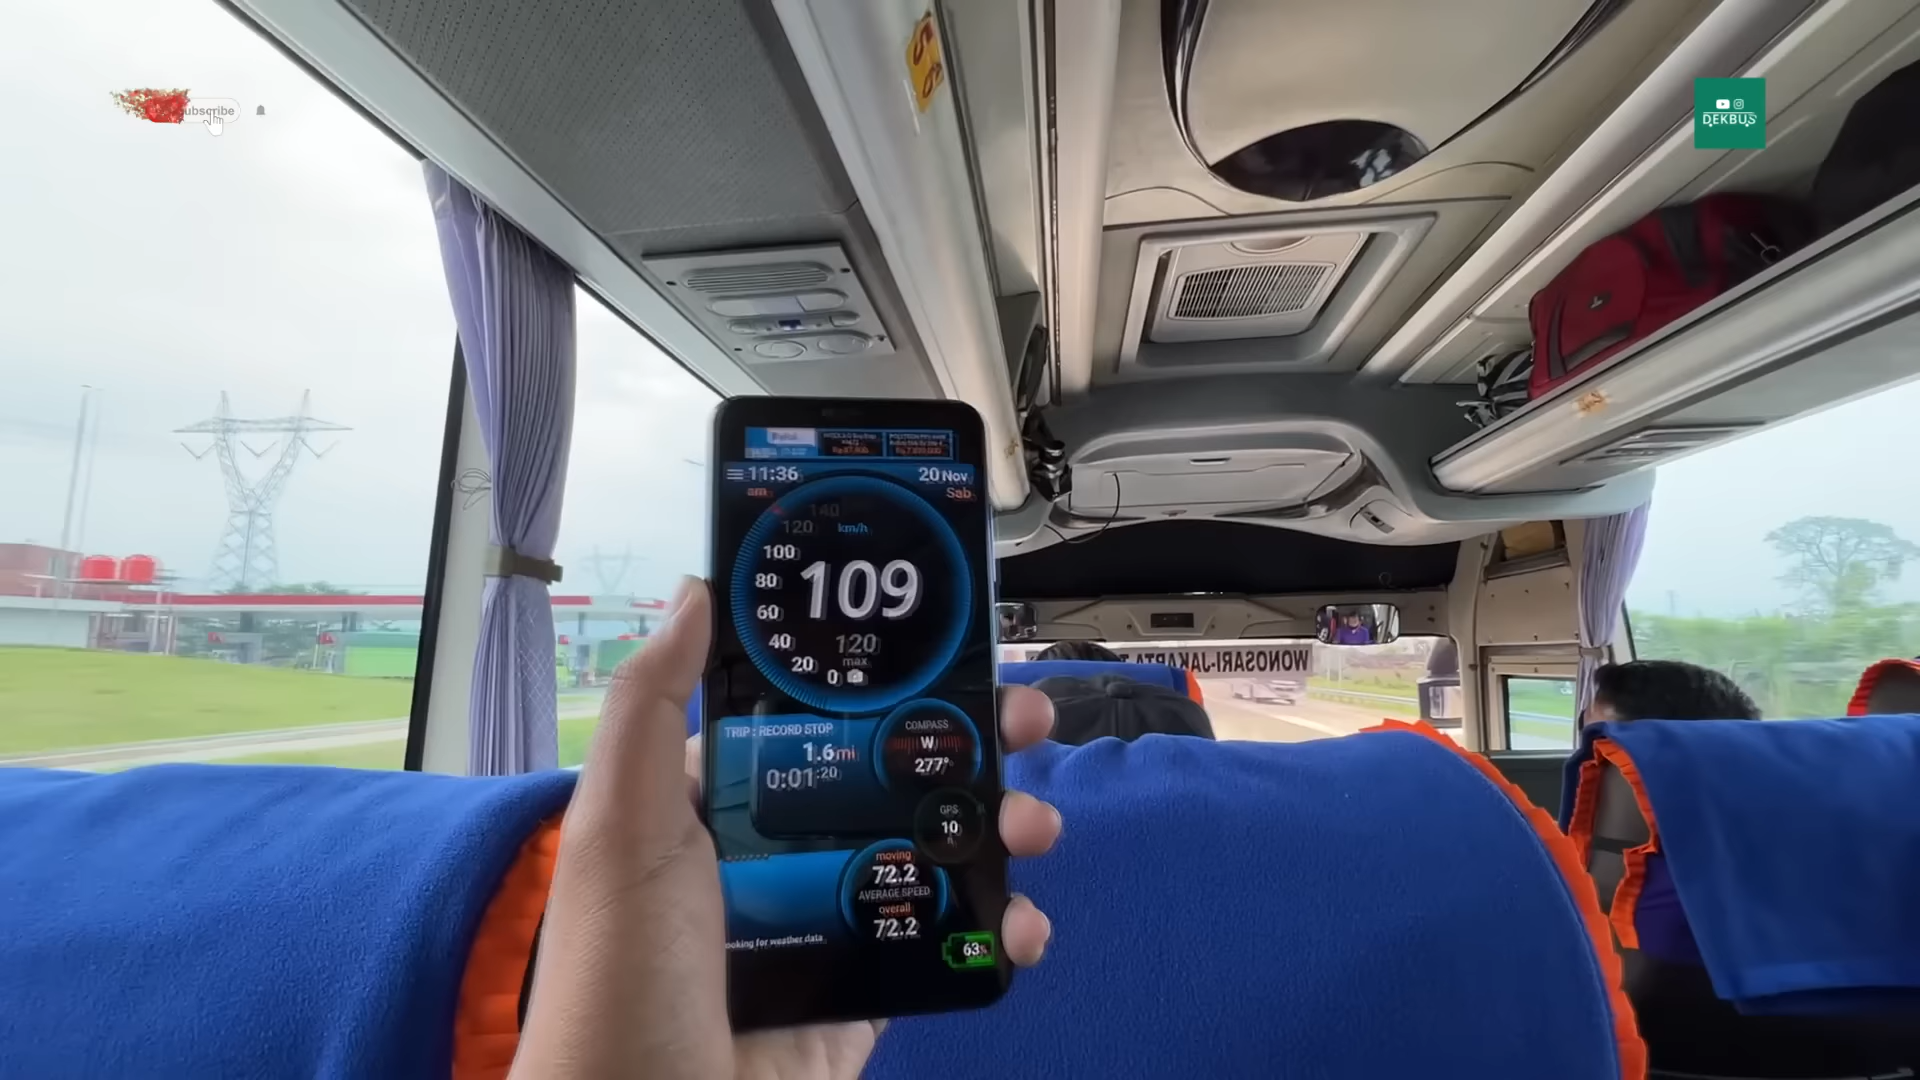 Subscribe
DEKBUS
11:36
am
20 Nov
Sab
140
120
km/h
100
80
60
40
20
0
109
120
max
TRIP : RECORD STOP
1.6mi
0:01:20
COMPASS
W
277°
GPS
10
moving
72.2
AVERAGE SPEED
overall
72.2
ooking for weather data
63%
WONOSARI-JAKARTA T